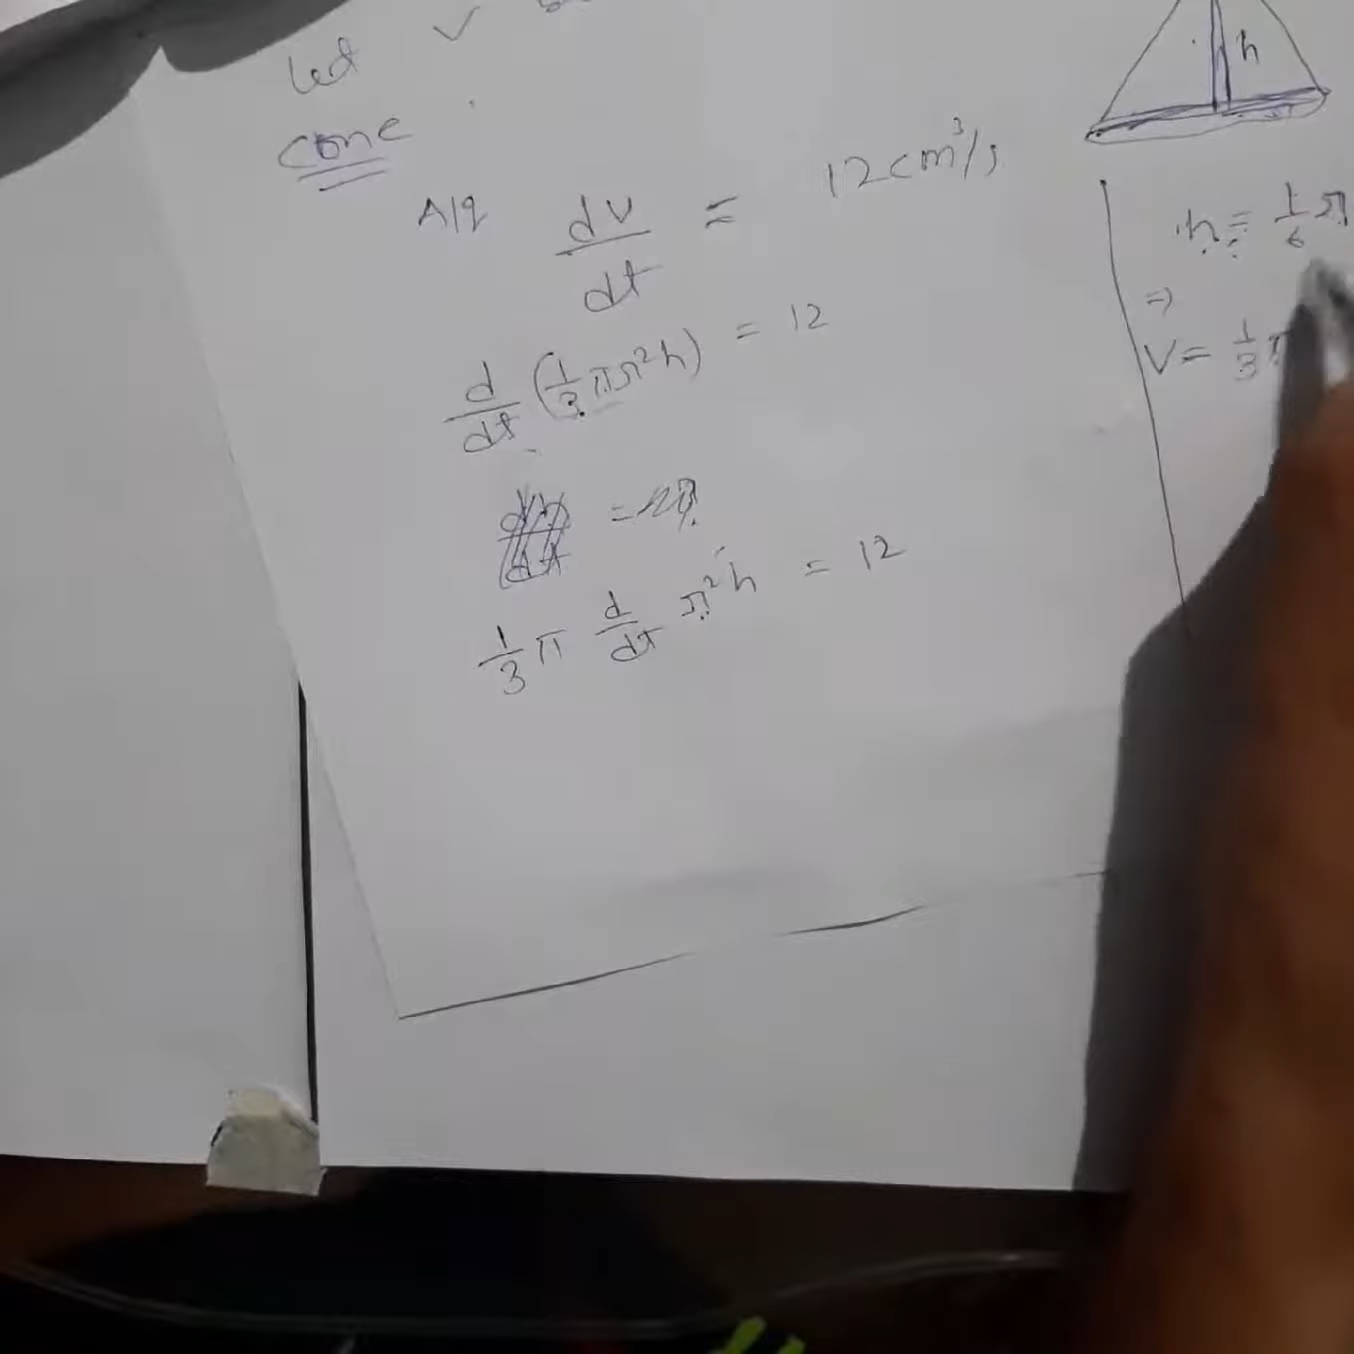 Let V
cone
h
A/q dV/dt = 12 cm³/s
d/dt (1/3 πr²h) = 12
1/3 π d/dt r²h = 12
h = 1/6 r
⇒
V = 1/3 π